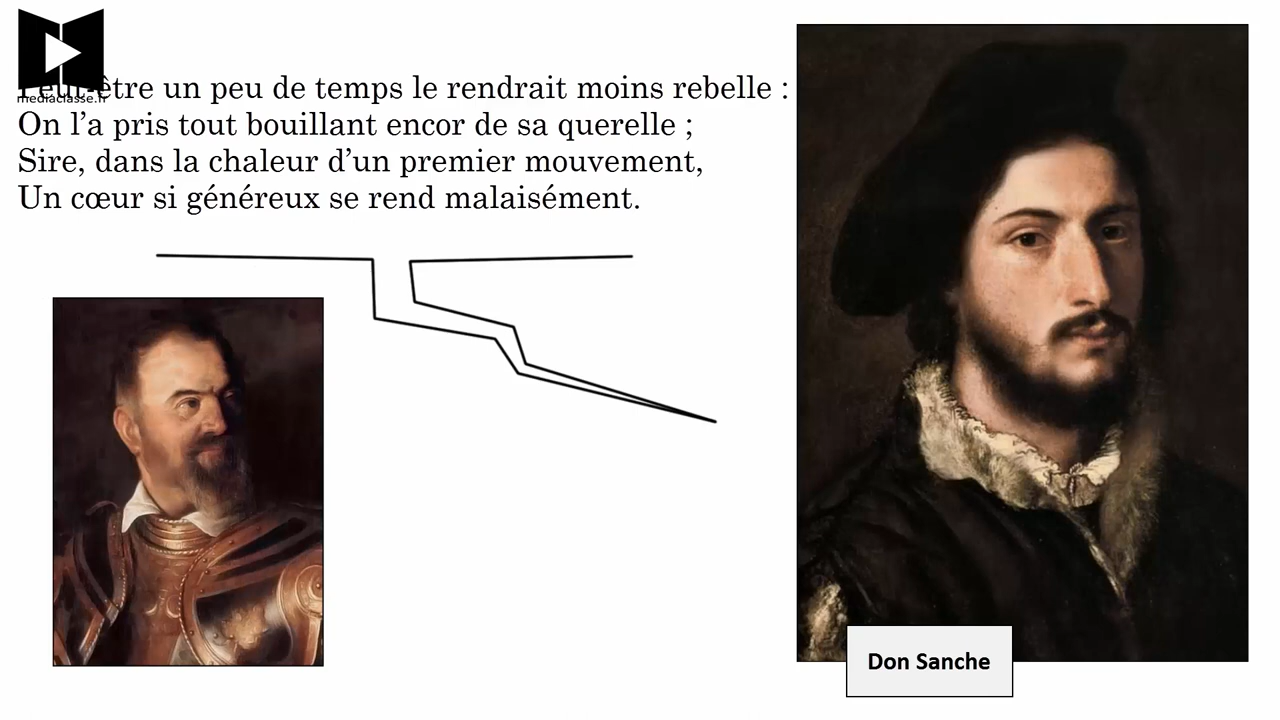 mediaclasse.fr
être un peu de temps le rendrait moins rebelle :
On l’a pris tout bouillant encor de sa querelle ;
Sire, dans la chaleur d’un premier mouvement,
Un cœur si généreux se rend malaisément.
Don Sanche